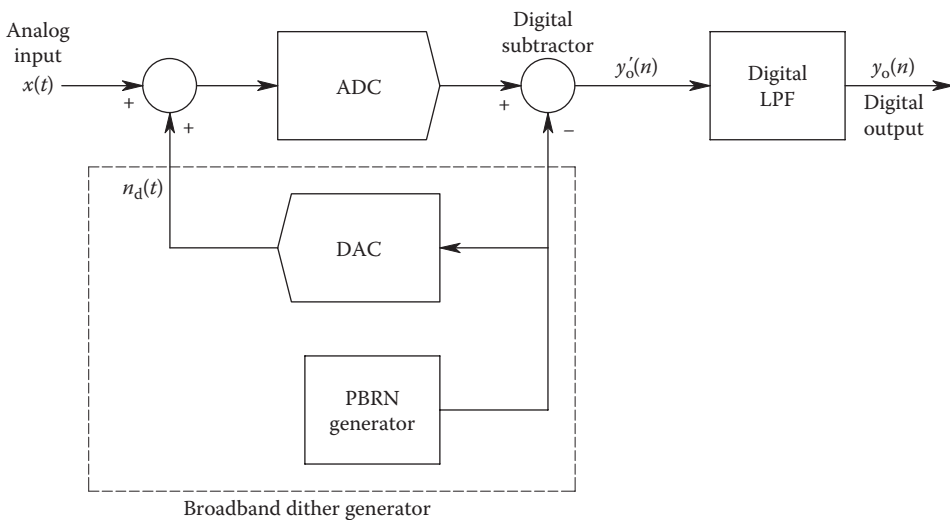 Analog
input
x(t)
+
+
ADC
Digital
subtractor
+
−
y′o(n)
Digital
LPF
yo(n)
Digital
output
nd(t)
DAC
PBRN
generator
Broadband dither generator